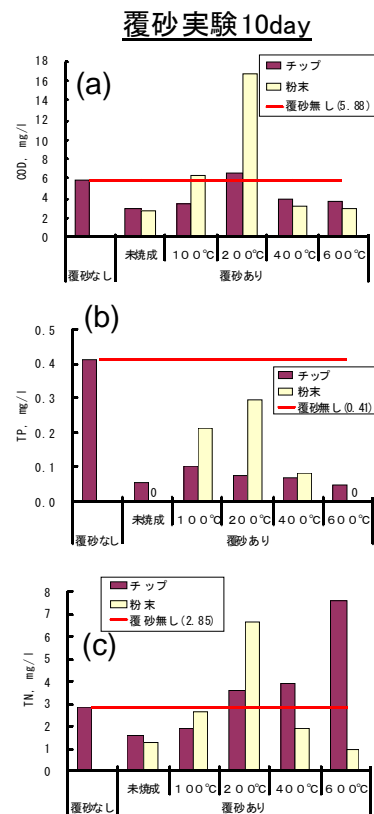 覆砂実験10day
(a)
COD, mg/l
18
16
14
12
10
8
6
4
2
0
チップ
粉末
覆砂無し(5.88)
未焼成 100℃ 200℃ 400℃ 600℃
覆砂なし 覆砂あり
(b)
TP, mg/l
0.5
0.4
0.3
0.2
0.1
0.0
チップ
粉末
覆砂無し(0.41)
0 0
未焼成 100℃ 200℃ 400℃ 600℃
覆砂なし 覆砂あり
チップ
粉末
覆砂無し(2.85)
(c)
TN, mg/l
8
7
6
5
4
3
2
1
0
未焼成 100℃ 200℃ 400℃ 600℃
覆砂なし 覆砂あり